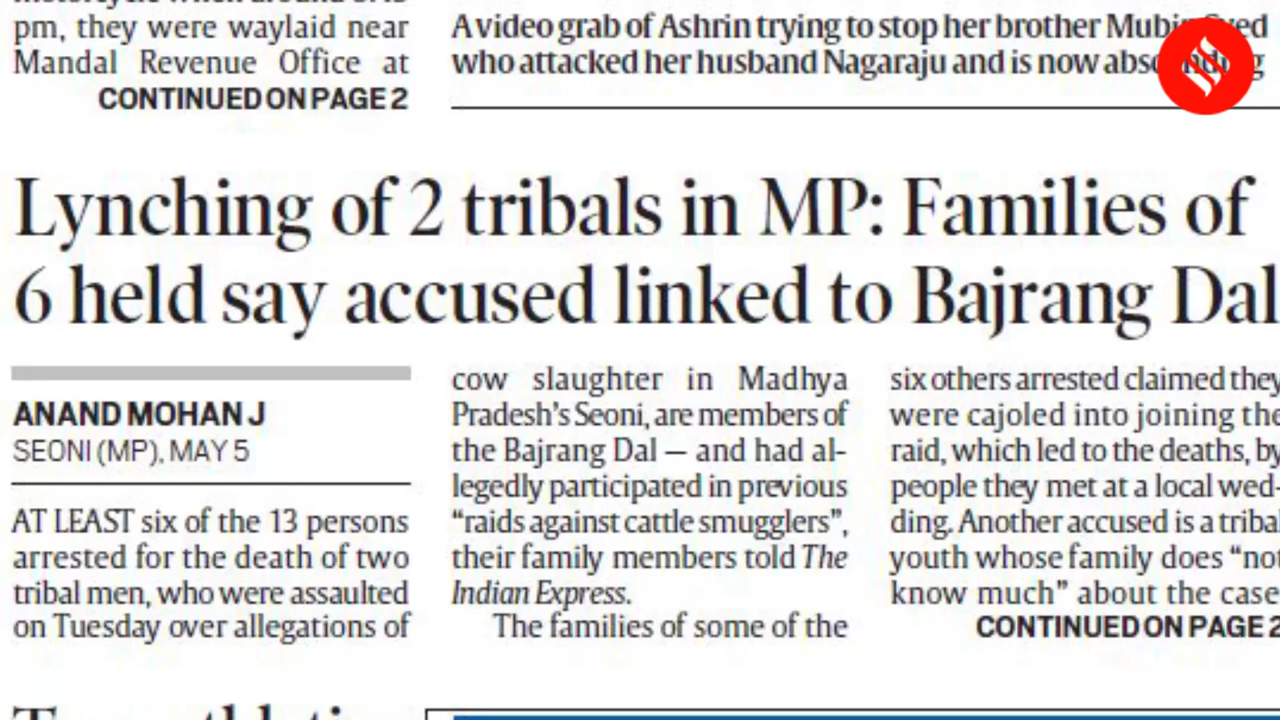 pm, they were waylaid near
Mandal Revenue Office at
CONTINUED ON PAGE 2
A video grab of Ashrin trying to stop her brother Mubin Syed
who attacked her husband Nagaraju and is now absconding
Lynching of 2 tribals in MP: Families of
6 held say accused linked to Bajrang Dal
ANAND MOHAN J
SEONI (MP), MAY 5
AT LEAST six of the 13 persons
arrested for the death of two
tribal men, who were assaulted
on Tuesday over allegations of
cow slaughter in Madhya
Pradesh's Seoni, are members of
the Bajrang Dal — and had al-
legedly participated in previous
“raids against cattle smugglers”,
their family members told The
Indian Express.
The families of some of the
six others arrested claimed they
were cajoled into joining the
raid, which led to the deaths, by
people they met at a local wed-
ding. Another accused is a tribal
youth whose family does “not
know much” about the case
CONTINUED ON PAGE 2